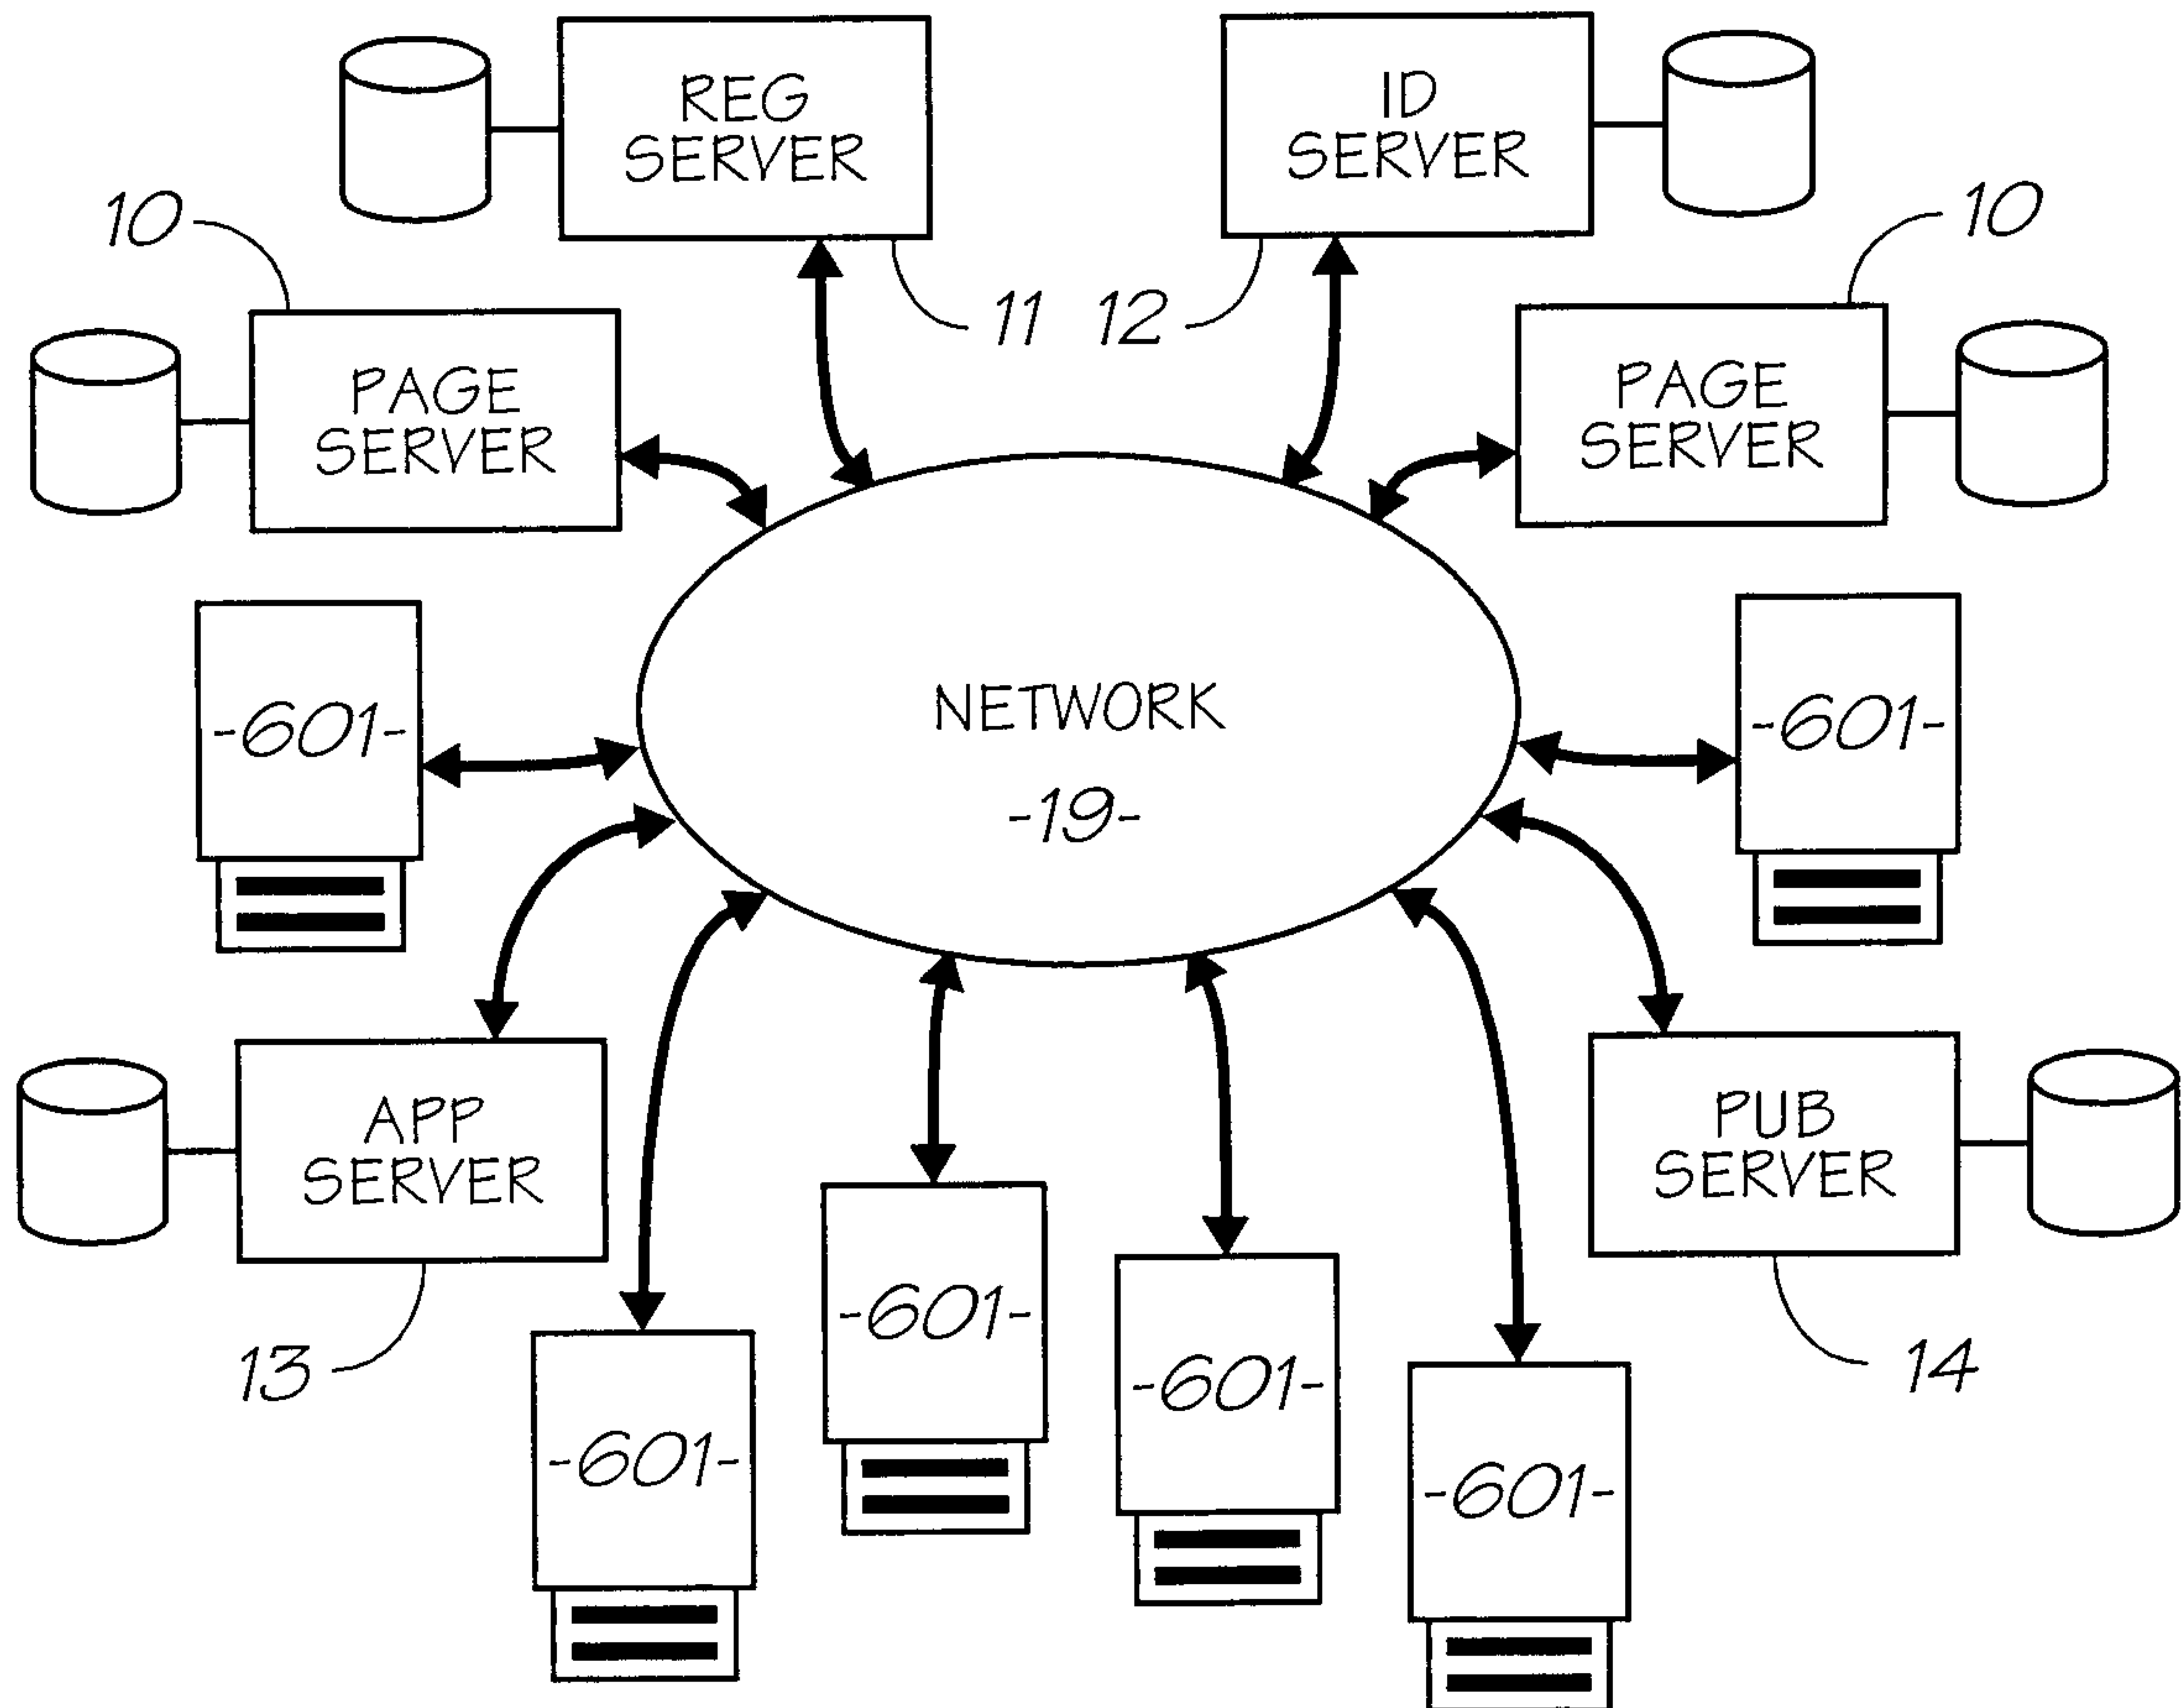 REG
SERVER
ID
SERVER
10
10
11
12
PAGE
SERVER
PAGE
SERVER
-601-
NETWORK
-19-
-601-
APP
SERVER
PUB
SERVER
13
-601-
-601-
-601-
-601-
14